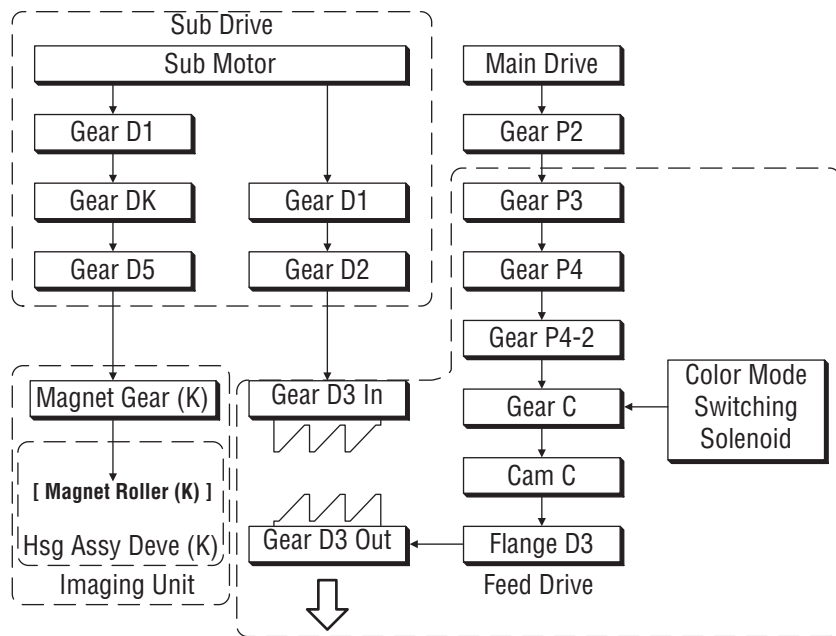 Sub Drive
Sub Motor
Main Drive
Gear D1
Gear P2
Gear DK
Gear D1
Gear P3
Gear D5
Gear D2
Gear P4
Gear P4-2
Magnet Gear (K)
Gear D3 In
Gear C
Color Mode
Switching
Solenoid
Cam C
[ Magnet Roller (K) ]
Hsg Assy Deve (K)
Gear D3 Out
Flange D3
Imaging Unit
Feed Drive